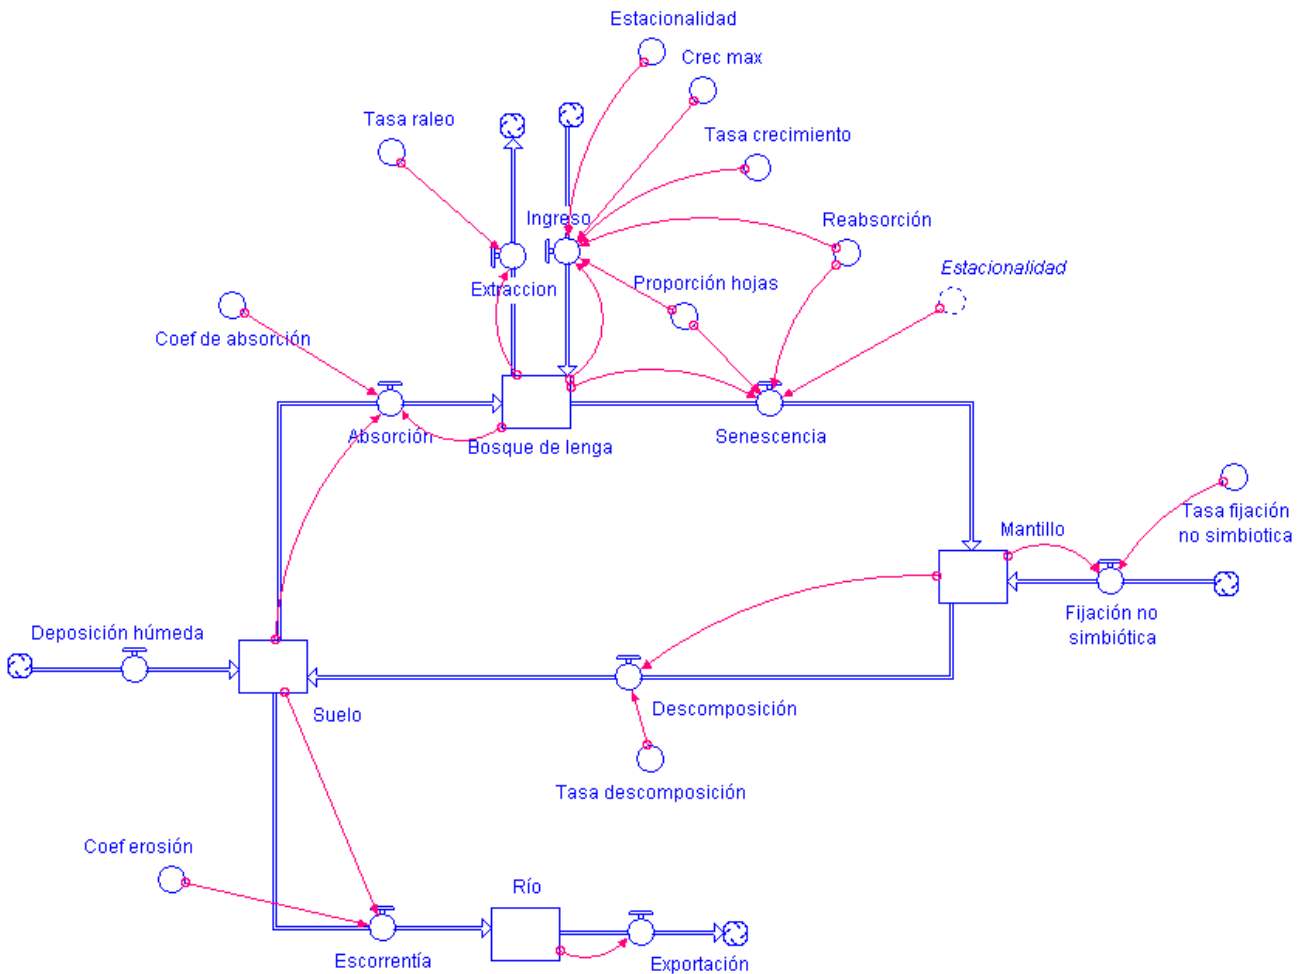 Estacionalidad
Crec max
Tasa raleo
Tasa crecimiento
Ingreso
Reabsorción
Estacionalidad
Extraccion
Proporción hojas
Coef de absorción
Absorción
Bosque de lenga
Senescencia
Tasa fijación
no simbiotica
Mantillo
Fijación no
simbiótica
Deposición húmeda
Suelo
Descomposición
Tasa descomposición
Coef erosión
Río
Escorrentía
Exportación